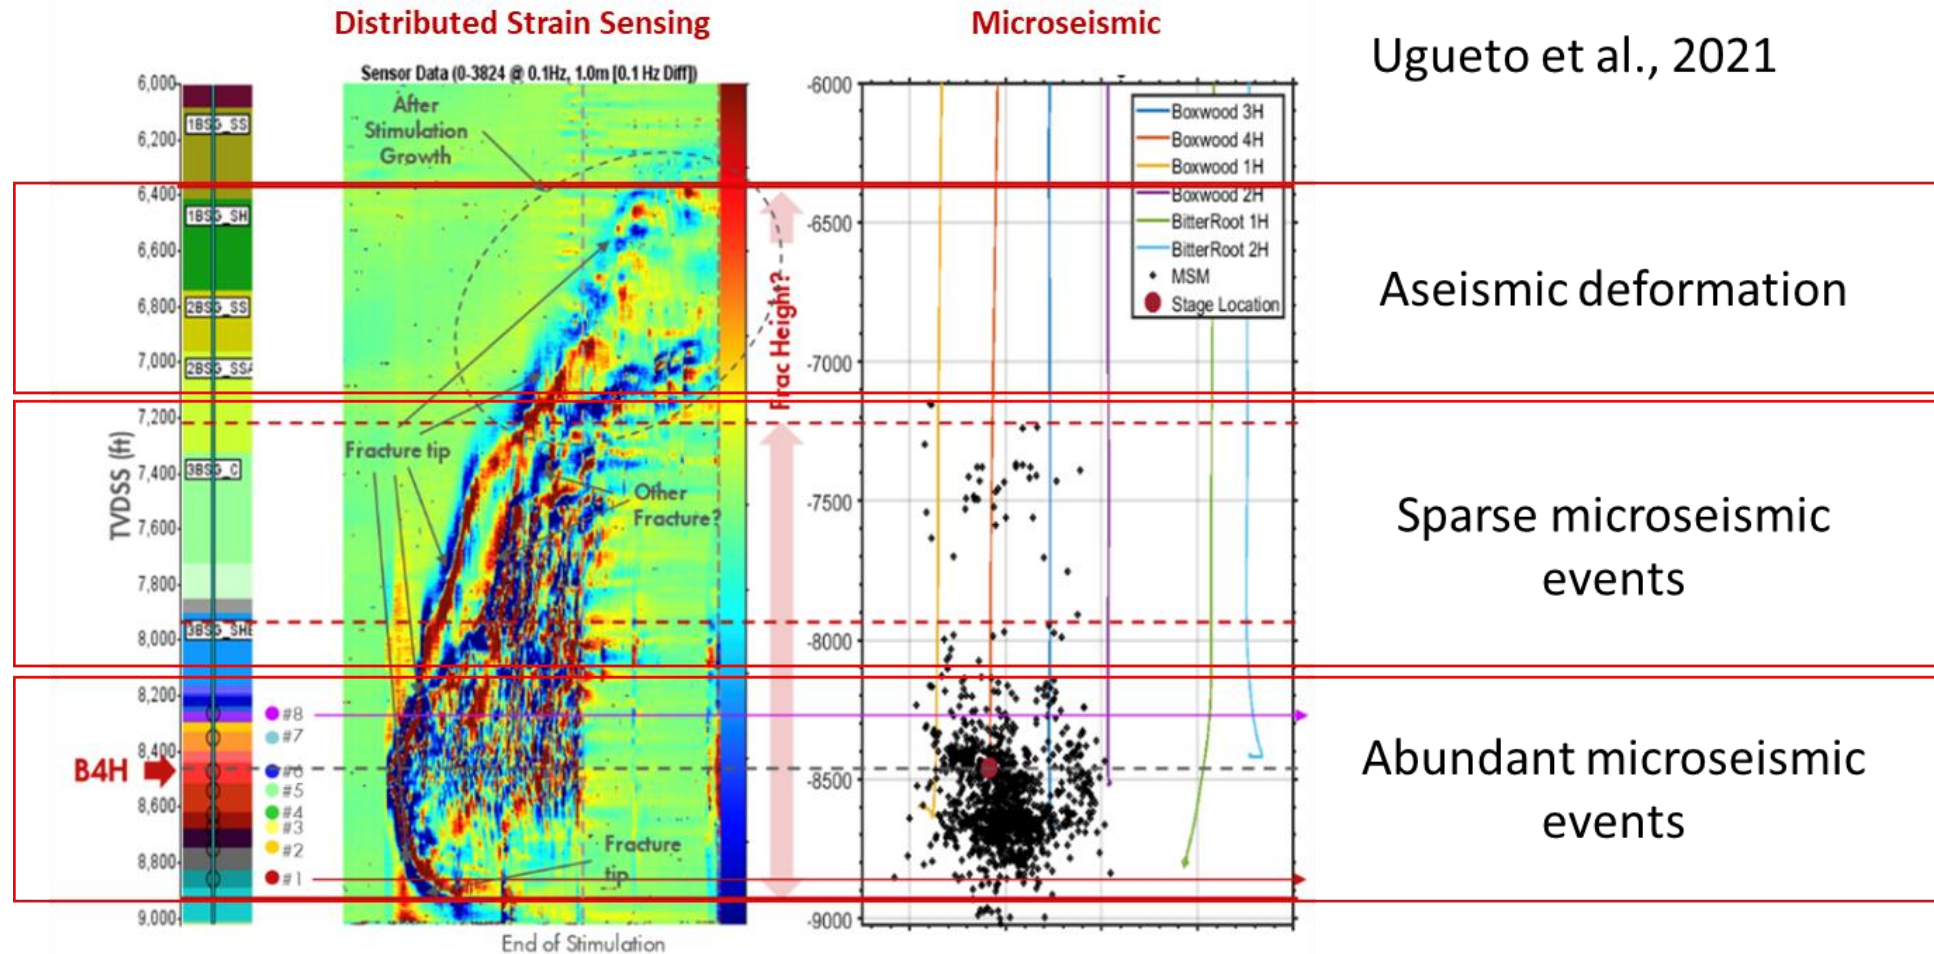 Distributed Strain Sensing
Microseismic
Ugueto et al., 2021
Sensor Data (0-3824 @ 0.1Hz, 1.0m [0.1 Hz Diff])
TVDSS (ft)
6,000
6,200
6,400
6,600
6,800
7,000
7,200
7,400
7,600
7,800
8,000
8,200
8,400
8,600
8,800
9,000
1BSG_SS
1BSG_SH
2BSG_SS
2BSG_SSA
3BSG_C
3BSG_SHE
B4H
#8
#7
#6
#5
#4
#3
#2
#1
After
Stimulation
Growth
Fracture tip
Other
Fracture?
Fracture
tip
End of Stimulation
Frac Height?
-6000
-6500
-7000
-7500
-8000
-8500
-9000
Boxwood 3H
Boxwood 4H
Boxwood 1H
Boxwood 2H
BitterRoot 1H
BitterRoot 2H
MSM
Stage Location
Aseismic deformation
Sparse microseismic
events
Abundant microseismic
events